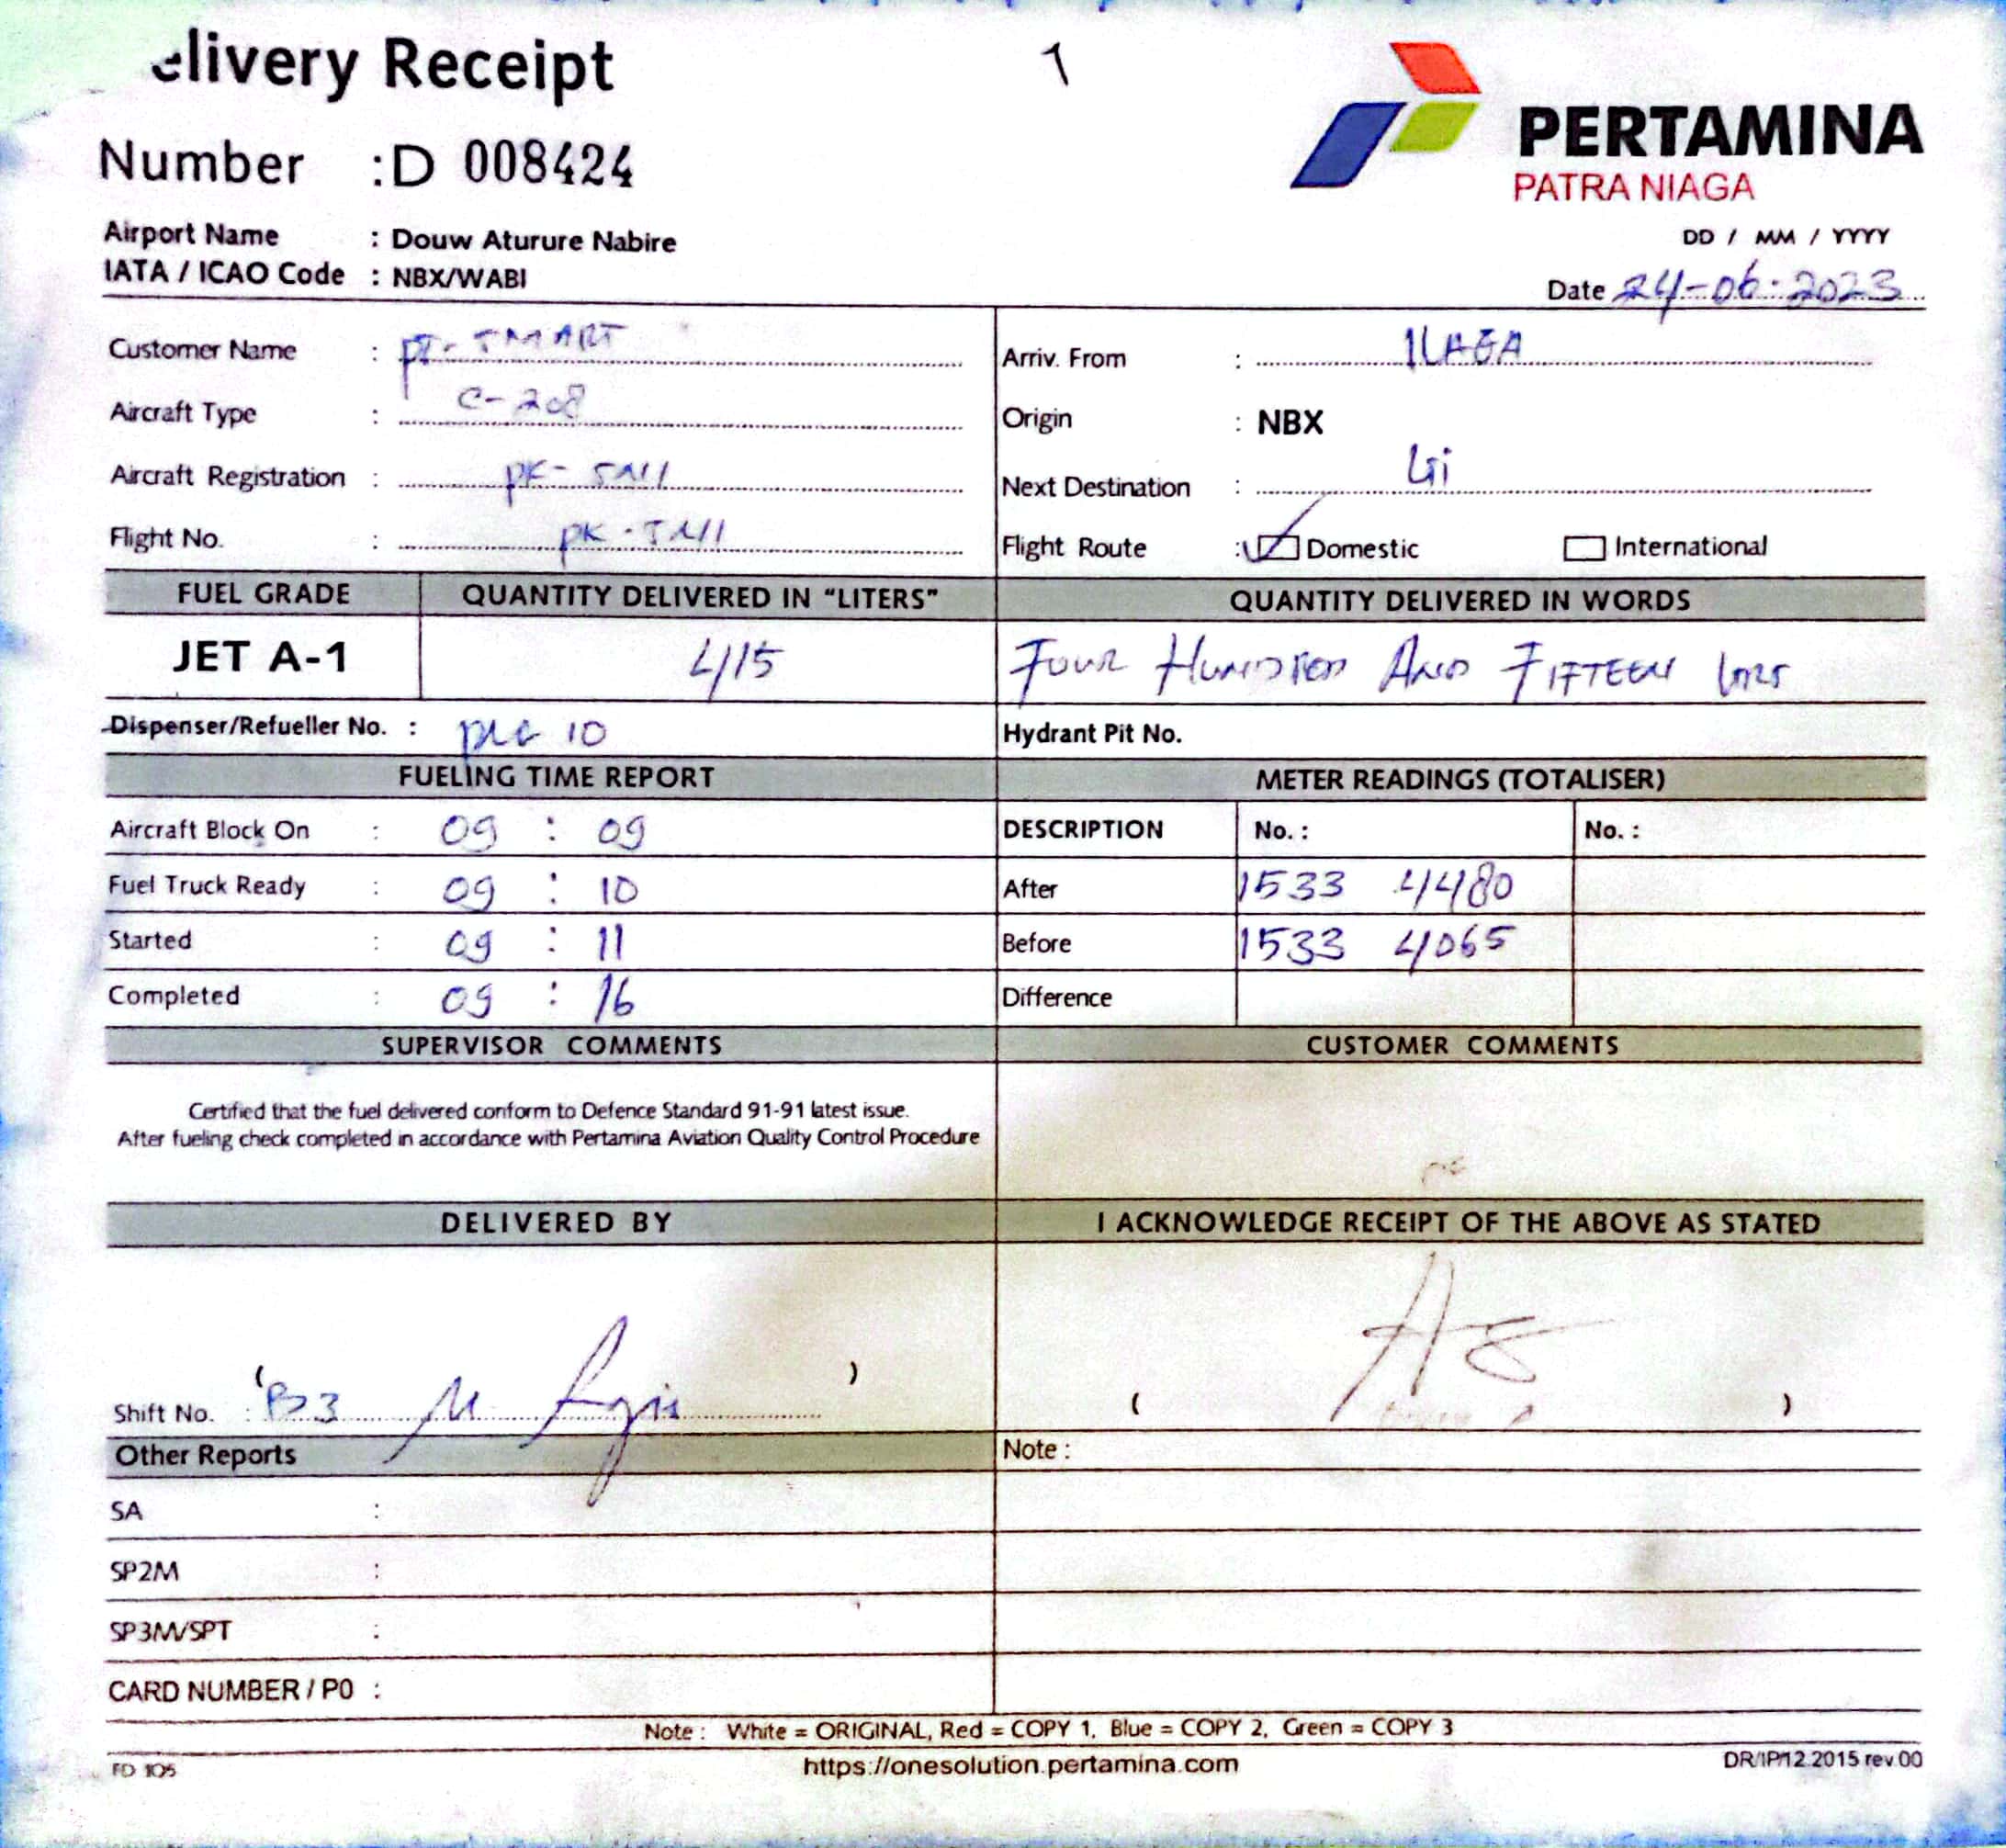 elivery Receipt
1
PERTAMINA
PATRA NIAGA
Number : D 008424
Airport Name : Douw Aturure Nabire
IATA / ICAO Code : NBX/WABI
DD / MM / YYYY
Date 24-06-2023
Customer Name :
Arriv. From : ILAGA
Aircraft Type : C-208
Origin : NBX
Aircraft Registration :
Next Destination :
Flight No. :
Flight Route : Domestic International
FUEL GRADE QUANTITY DELIVERED IN "LITERS" QUANTITY DELIVERED IN WORDS
JET A-1 415 FOUR HUNDRED AND FIFTEEN
Dispenser/Refueller No. : 10
Hydrant Pit No.
FUELING TIME REPORT METER READINGS (TOTALISER)
Aircraft Block On : 09 : 09 DESCRIPTION No. : No. :
Fuel Truck Ready : 09 : 10 After 1533 4480
Started : 09 : 11 Before 1533 4065
Completed : 09 : 16 Difference
SUPERVISOR COMMENTS CUSTOMER COMMENTS
Certified that the fuel delivered conform to Defence Standard 91-91 latest issue.
After fueling check completed in accordance with Pertamina Aviation Quality Control Procedure
DELIVERED BY I ACKNOWLEDGE RECEIPT OF THE ABOVE AS STATED
( )
Shift No. :
( )
Other Reports Note :
SA :
SP2M :
SP3M/SPT :
CARD NUMBER / PO :
Note : White = ORIGINAL, Red = COPY 1, Blue = COPY 2, Green = COPY 3
FD 105
https://onesolution.pertamina.com
DR/IP/12.2015 rev.00